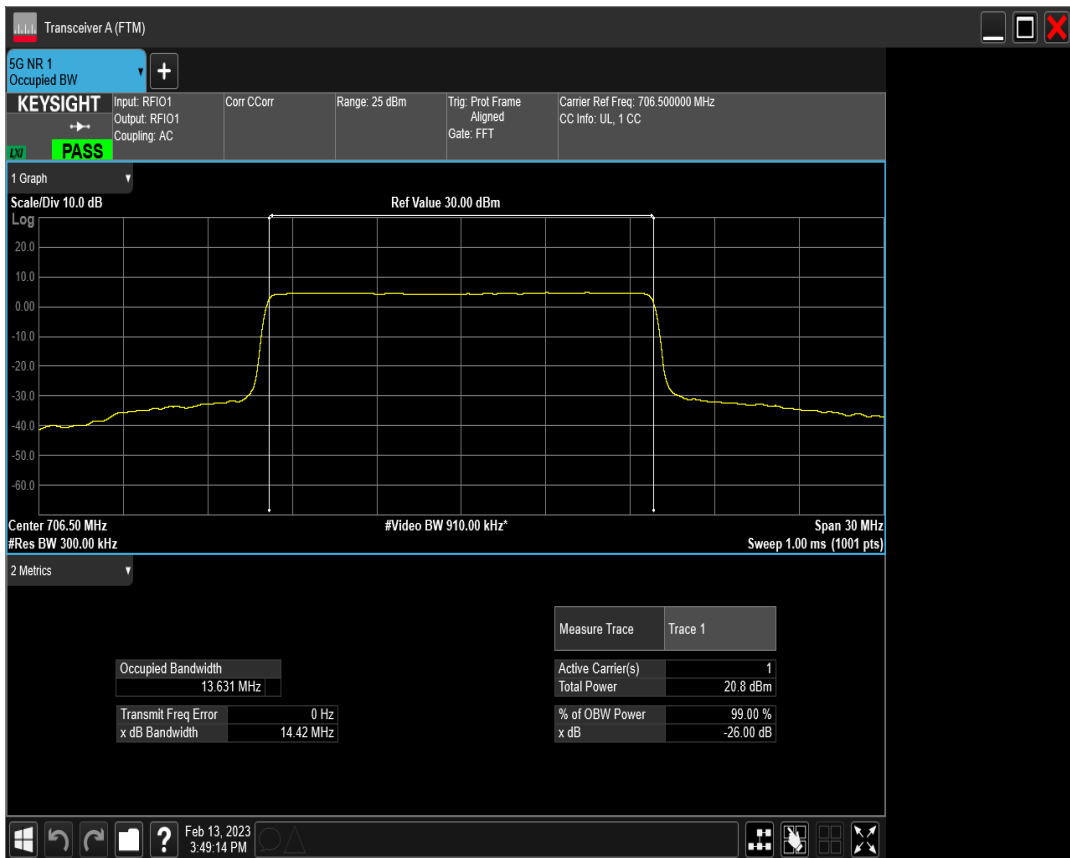 Transceiver A (FTM)
5G NR 1
Occupied BW
KEYSIGHT
LXI
PASS
Input: RFIO1
Output: RFIO1
Coupling: AC
Corr CCorr
Range: 25 dBm
Trig: Prot Frame
Aligned
Gate: FFT
Carrier Ref Freq: 706.500000 MHz
CC Info: UL, 1 CC
1 Graph
Scale/Div 10.0 dB
Ref Value 30.00 dBm
Log
20.0
10.0
0.00
-10.0
-20.0
-30.0
-40.0
-50.0
-60.0
Center 706.50 MHz
#Video BW 910.00 kHz*
Span 30 MHz
#Res BW 300.00 kHz
Sweep 1.00 ms (1001 pts)
2 Metrics
Measure Trace Trace 1
Occupied Bandwidth
13.631 MHz
Active Carrier(s) 1
Total Power 20.8 dBm
Transmit Freq Error 0 Hz
x dB Bandwidth 14.42 MHz
% of OBW Power 99.00 %
x dB -26.00 dB
?
Feb 13, 2023
3:49:14 PM